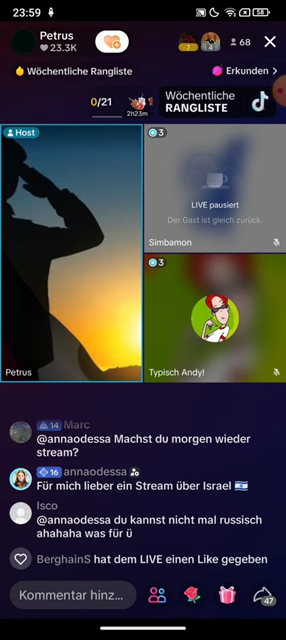 23:59
58
Petrus
23.3K
7
4
68
Wöchentliche Rangliste
Erkunden >
0/21
2h23m
Wöchentliche
RANGLISTE
Host
3
LIVE pausiert
Der Gast ist gleich zurück.
Simbamon
3
Petrus
Typisch Andy!
14 Marc
@annaodessa Machst du morgen wieder
stream?
16 annaodessa
Für mich lieber ein Stream über Israel 🇮🇱
Isco
@annaodessa du kannst nicht mal russisch
ahahaha was für ü
BerghainS hat dem LIVE einen Like gegeben
Kommentar hinz...
47